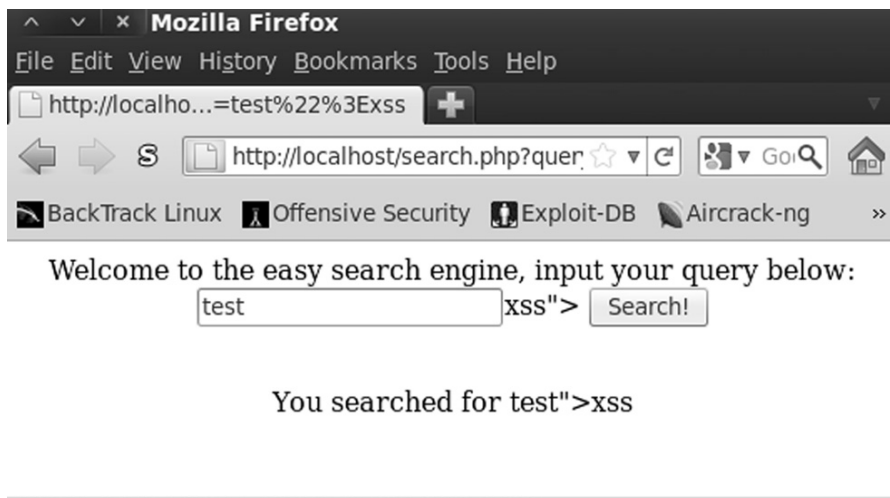 Mozilla Firefox
File Edit View History Bookmarks Tools Help
http://localho...=test%22%3Exss
S http://localhost/search.php?quer
BackTrack Linux Offensive Security Exploit-DB Aircrack-ng »
Welcome to the easy search engine, input your query below:
test xss"> Search!
You searched for test">xss